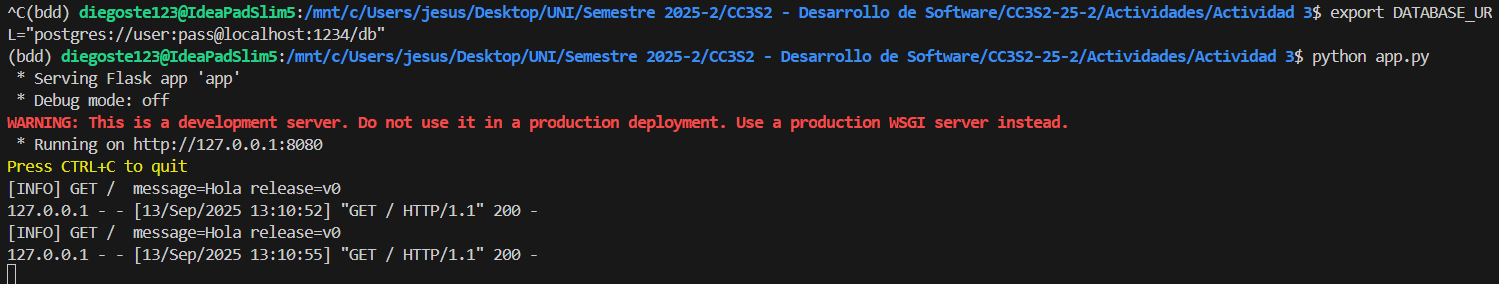 ^C(bdd) diegoste123@IdeaPadSlim5:/mnt/c/Users/jesus/Desktop/UNI/Semestre 2025-2/CC3S2 - Desarrollo de Software/CC3S2-25-2/Actividades/Actividad 3$ export DATABASE_UR
L="postgres://user:pass@localhost:1234/db"
(bdd) diegoste123@IdeaPadSlim5:/mnt/c/Users/jesus/Desktop/UNI/Semestre 2025-2/CC3S2 - Desarrollo de Software/CC3S2-25-2/Actividades/Actividad 3$ python app.py
 * Serving Flask app 'app'
 * Debug mode: off
WARNING: This is a development server. Do not use it in a production deployment. Use a production WSGI server instead.
 * Running on http://127.0.0.1:8080
Press CTRL+C to quit
[INFO] GET /  message=Hola release=v0
127.0.0.1 - - [13/Sep/2025 13:10:52] "GET / HTTP/1.1" 200 -
[INFO] GET /  message=Hola release=v0
127.0.0.1 - - [13/Sep/2025 13:10:55] "GET / HTTP/1.1" 200 -